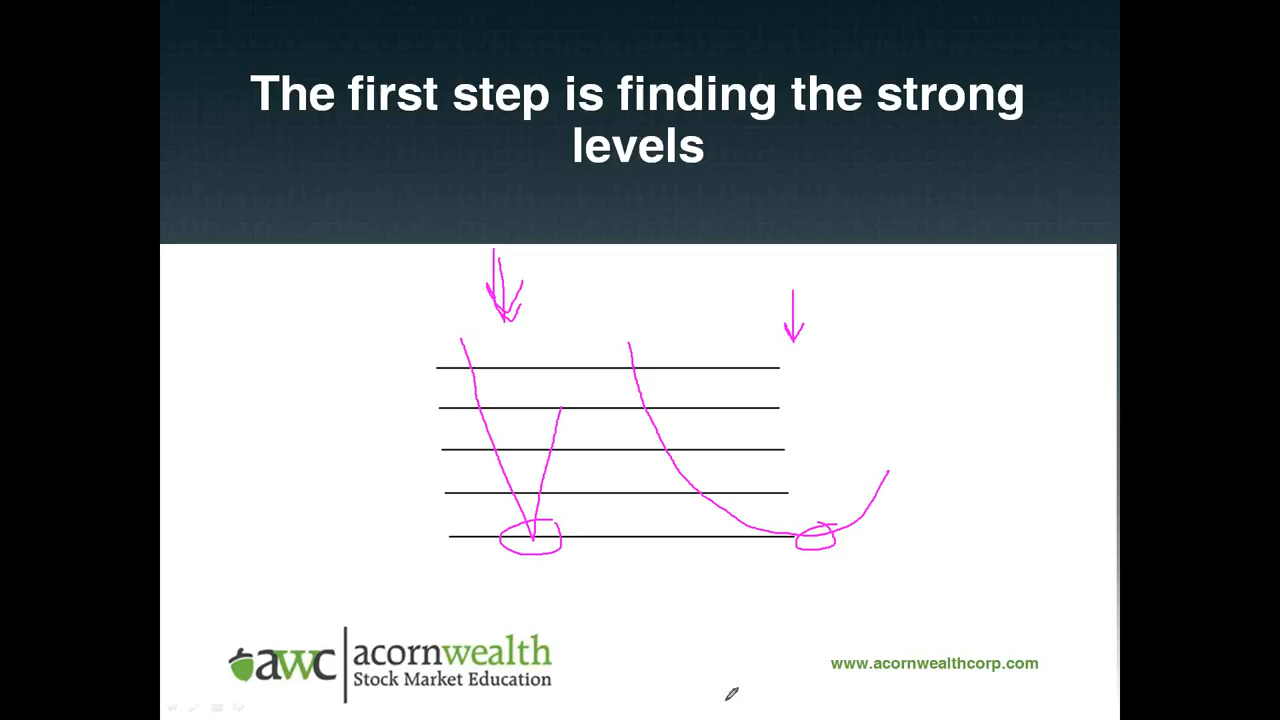 The first step is finding the strong
levels
awc
acornwealth
Stock Market Education
www.acornwealthcorp.com